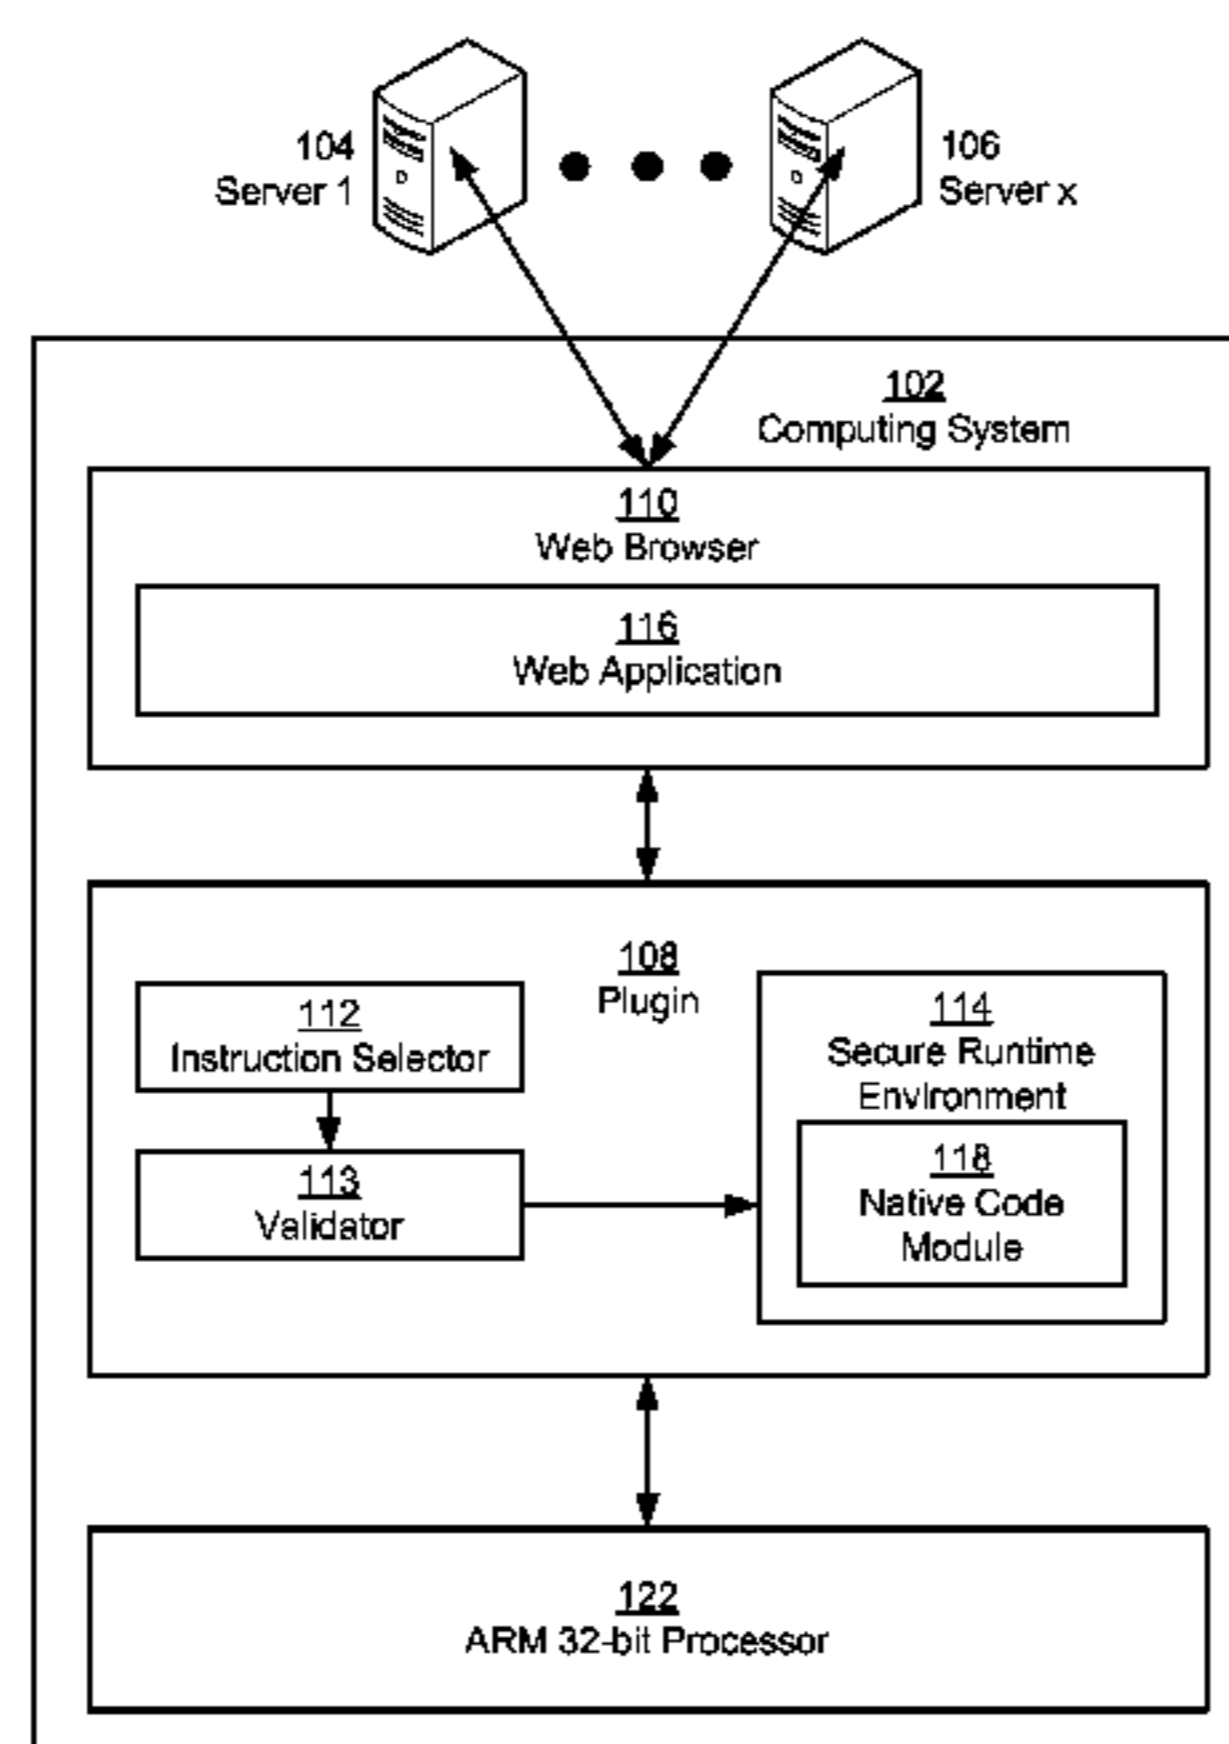 104
Server 1
106
Server x
102
Computing System
110
Web Browser
116
Web Application
108
Plugin
112
Instruction Selector
113
Validator
114
Secure Runtime
Environment
118
Native Code
Module
122
ARM 32-bit Processor